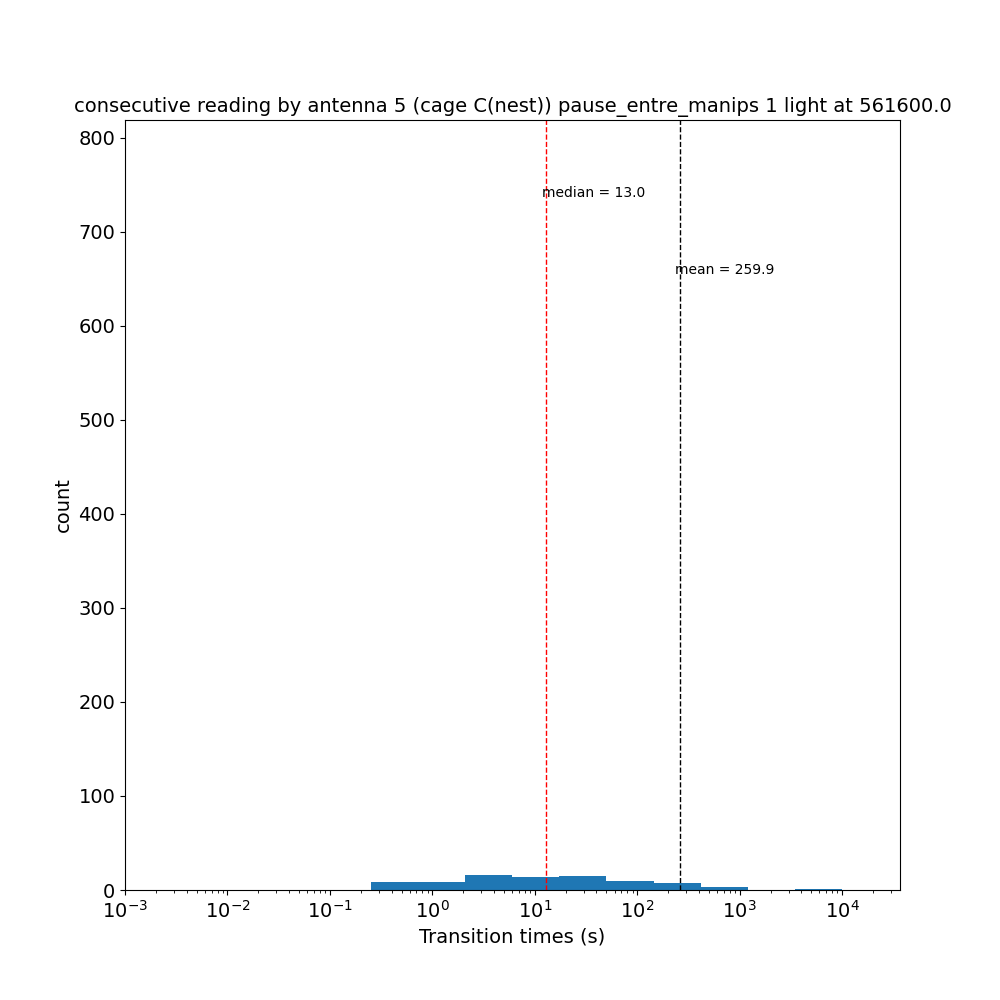 consecutive reading by antenna 5 (cage C(nest)) pause_entre_manips 1 light at 561600.0
800
median = 13.0
700
mean = 259.9
600
500
count
400
300
200
100
0
10⁻³ 10⁻² 10⁻¹ 10⁰ 10¹ 10² 10³ 10⁴
Transition times (s)